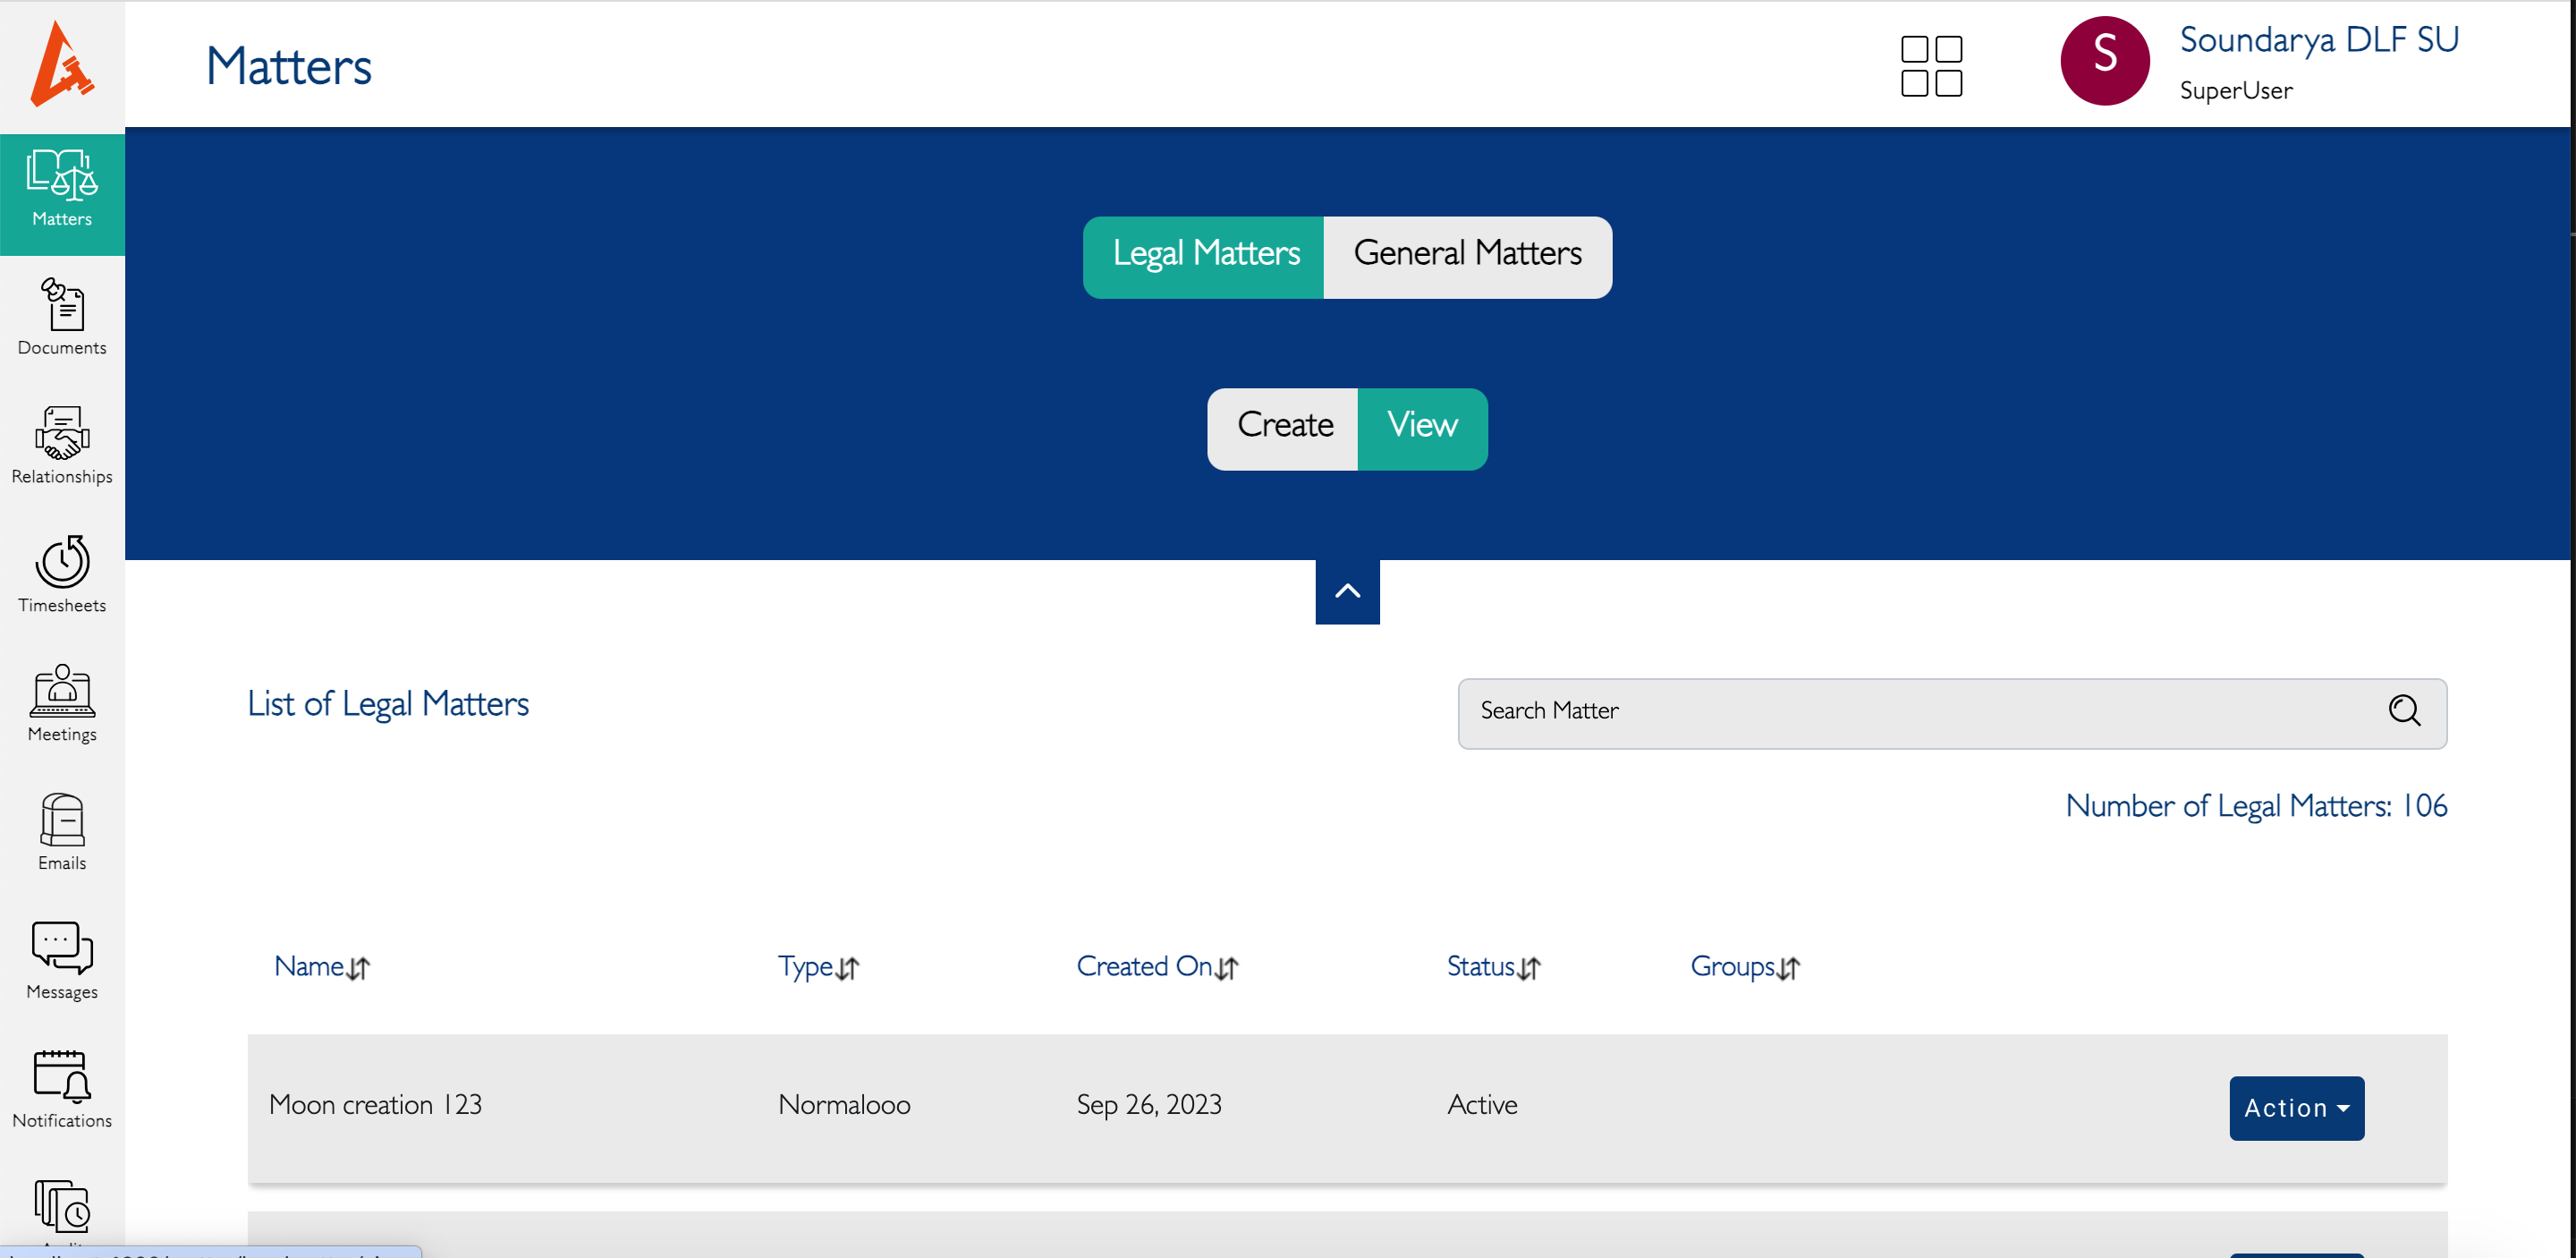 Matters
S
Soundarya DLF SU
SuperUser
Matters
Documents
Relationships
Timesheets
Meetings
Emails
Messages
Notifications
Legal Matters
General Matters
Create
View
List of Legal Matters
Search Matter
Number of Legal Matters: 106
Name
Type
Created On
Status
Groups
Moon creation 123
Normalooo
Sep 26, 2023
Active
Action